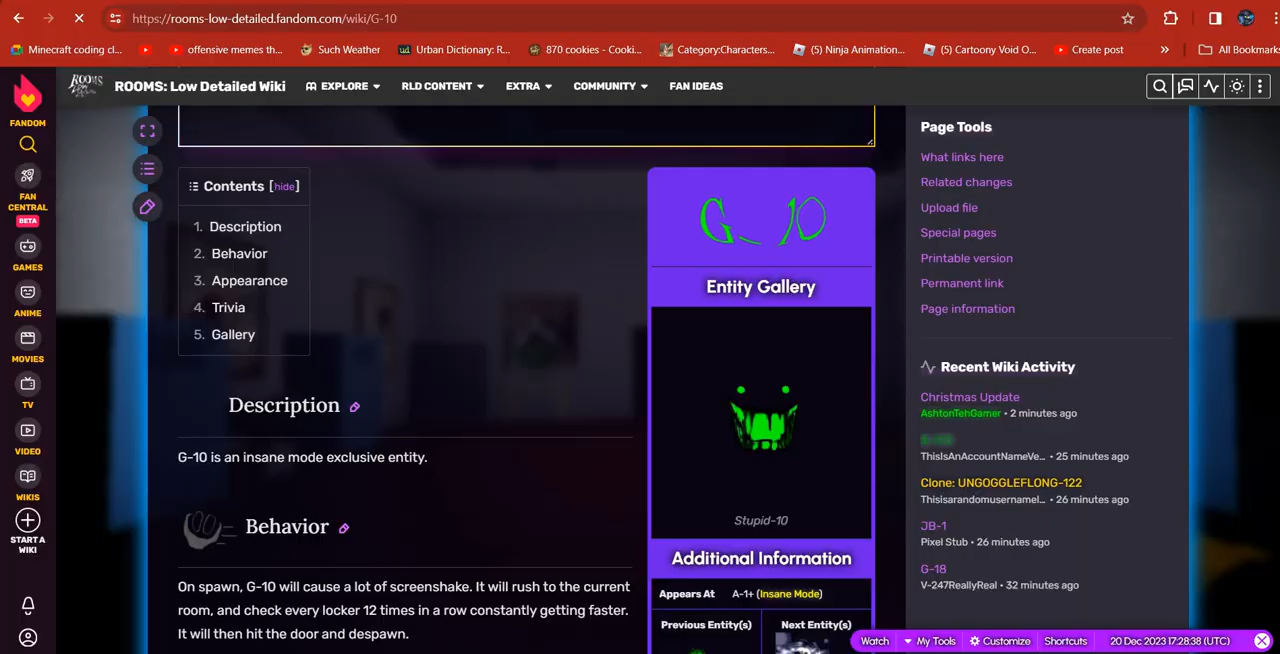 https://rooms-low-detailed.fandom.com/wiki/G-10
Minecraft coding cl...
offensive memes th...
Such Weather
Urban Dictionary: R...
870 cookies - Cooki...
Category:Characters...
(5) Ninja Animation...
(5) Cartoony Void O...
Create post
»
All Bookmarks
FANDOM
ROOMS: Low Detailed Wiki
EXPLORE
RLD CONTENT
EXTRA
COMMUNITY
FAN IDEAS
FAN
CENTRAL
BETA
GAMES
ANIME
MOVIES
TV
VIDEO
WIKIS
START A
WIKI
Contents [hide]
1. Description
2. Behavior
3. Appearance
4. Trivia
5. Gallery
Description
G-10 is an insane mode exclusive entity.
Behavior
On spawn, G-10 will cause a lot of screenshake. It will rush to the current
room, and check every locker 12 times in a row constantly getting faster.
It will then hit the door and despawn.
G_10
Entity Gallery
Stupid-10
Additional Information
Appears At A-1+ (Insane Mode)
Previous Entity(s) Next Entity(s)
Page Tools
What links here
Related changes
Upload file
Special pages
Printable version
Permanent link
Page information
Recent Wiki Activity
Christmas Update
AshtonTehGamer • 2 minutes ago
ThisIsAnAccountNameVe... • 25 minutes ago
Clone: UNGOGGLEFLONG-122
Thisisarandomusernamel... • 26 minutes ago
JB-1
Pixel Stub • 26 minutes ago
G-18
V-247ReallyReal • 32 minutes ago
Watch My Tools Customize Shortcuts 20 Dec 2023 17:28:38 (UTC)